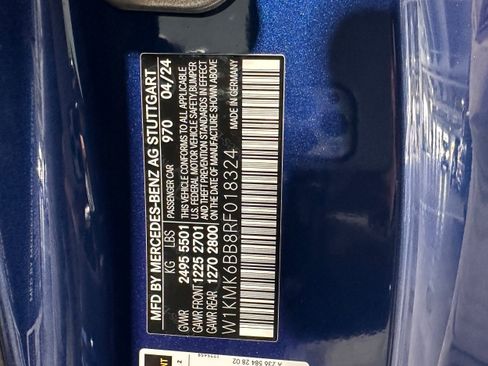 MFD BY MERCEDES-BENZ AG STUTTGART
PASSENGER CAR 970 04/24
KG LBS
GVWR 2495 5501
GAWR FRONT 1225 2701
GAWR REAR 1270 2800
THIS VEHICLE CONFORMS TO ALL APPLICABLE
U.S. FEDERAL MOTOR VEHICLE SAFETY, BUMPER
AND THEFT PREVENTION STANDARDS IN EFFECT
ON THE DATE OF MANUFACTURE SHOWN ABOVE
MADE IN GERMANY
W1KMK6BB8RF018324
A 236 584 28 02